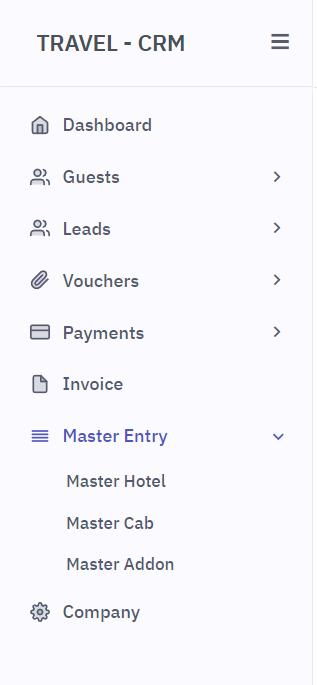 TRAVEL - CRM
Dashboard
Guests
Leads
Vouchers
Payments
Invoice
Master Entry
Master Hotel
Master Cab
Master Addon
Company